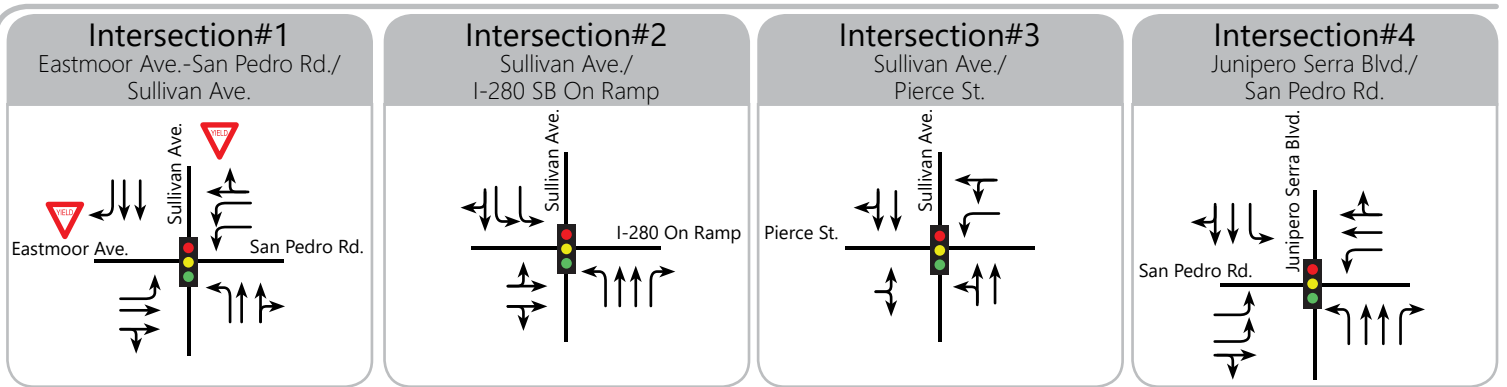 Intersection#1
Eastmoor Ave.-San Pedro Rd./
Sullivan Ave.
YIELD
YIELD
Sullivan Ave.
Eastmoor Ave.
San Pedro Rd.
Intersection#2
Sullivan Ave./
I-280 SB On Ramp
Sullivan Ave.
I-280 On Ramp
Intersection#3
Sullivan Ave./
Pierce St.
Sullivan Ave.
Pierce St.
Intersection#4
Junipero Serra Blvd./
San Pedro Rd.
Junipero Serra Blvd.
San Pedro Rd.